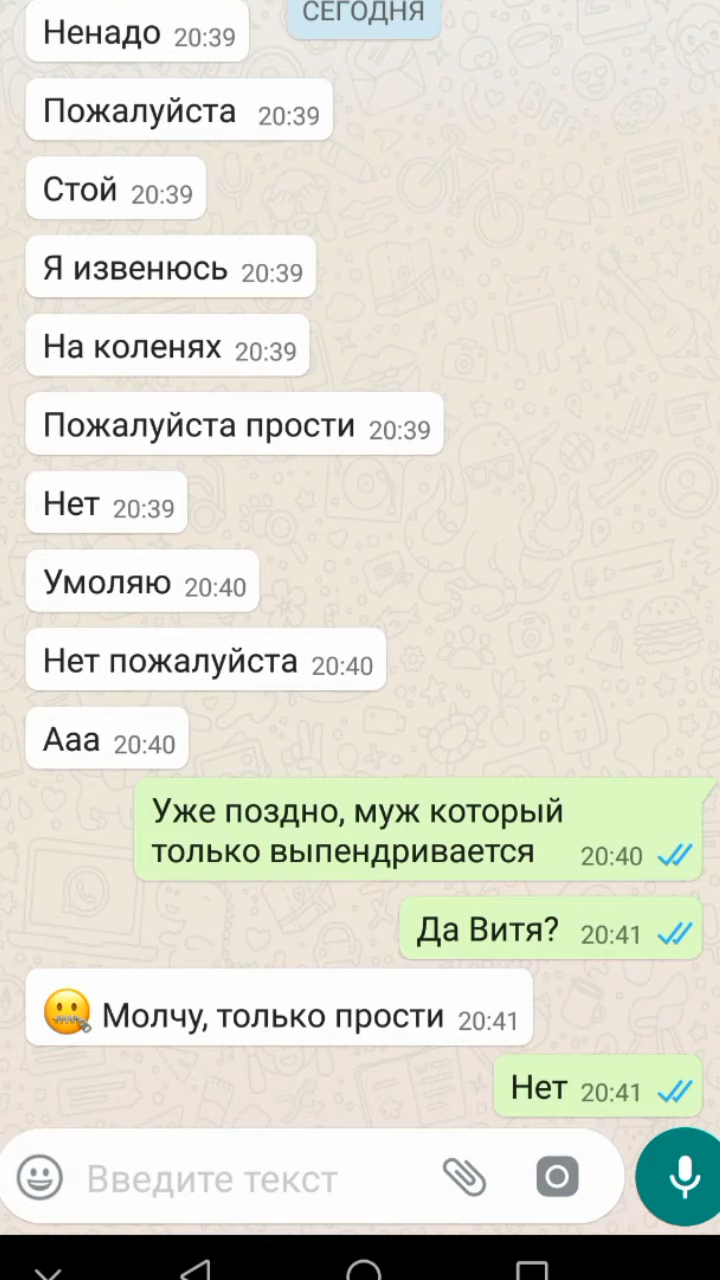 СЕГОДНЯ
Ненадо 20:39
Пожалуйста 20:39
Стой 20:39
Я извенюсь 20:39
На коленях 20:39
Пожалуйста прости 20:39
Нет 20:39
Умоляю 20:40
Нет пожалуйста 20:40
Ааа 20:40
Уже поздно, муж который
только выпендривается 20:40
Да Витя? 20:41
Молчу, только прости 20:41
Нет 20:41
Введите текст